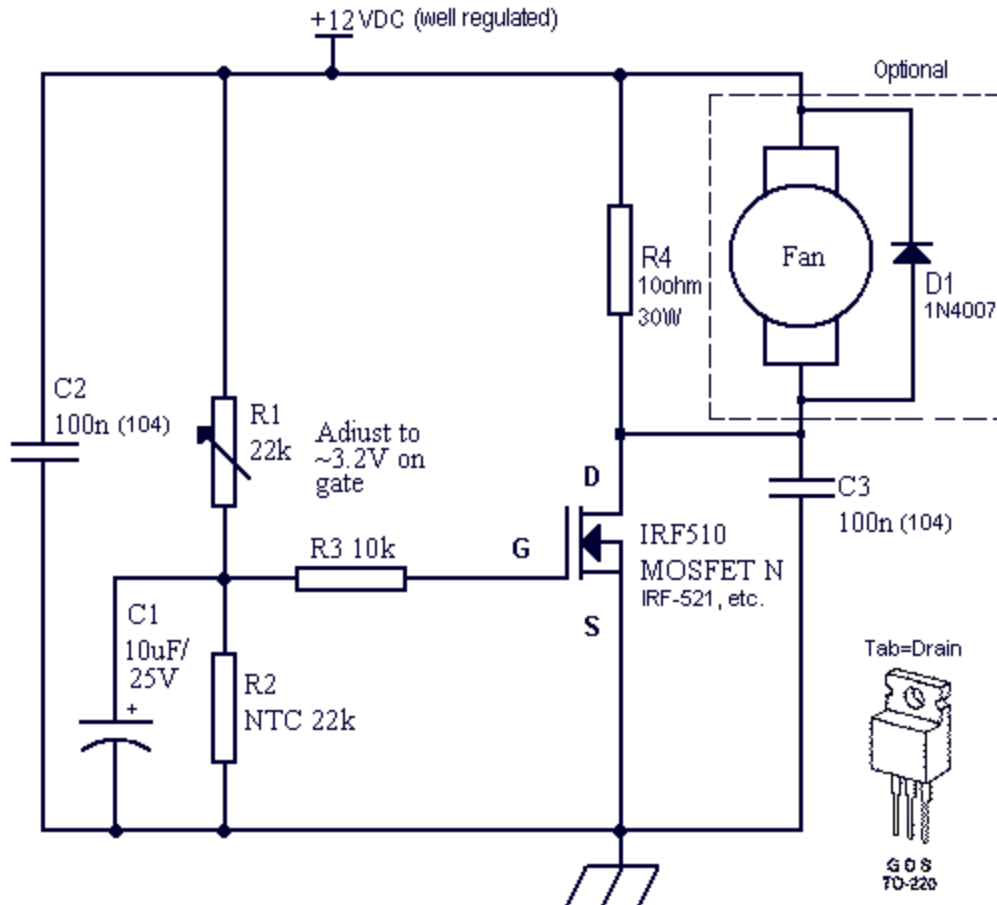 +12 VDC (well regulated)
Optional
Fan
D1
1N4007
R4
10ohm
30W
C2
100n (104)
R1
22k
Adjust to
~3.2V on
gate
D
C3
100n (104)
G
R3 10k
IRF510
MOSFET N
IRF-521, etc.
S
C1
10uF/
25V
+
R2
NTC 22k
Tab=Drain
G D S
TO-220